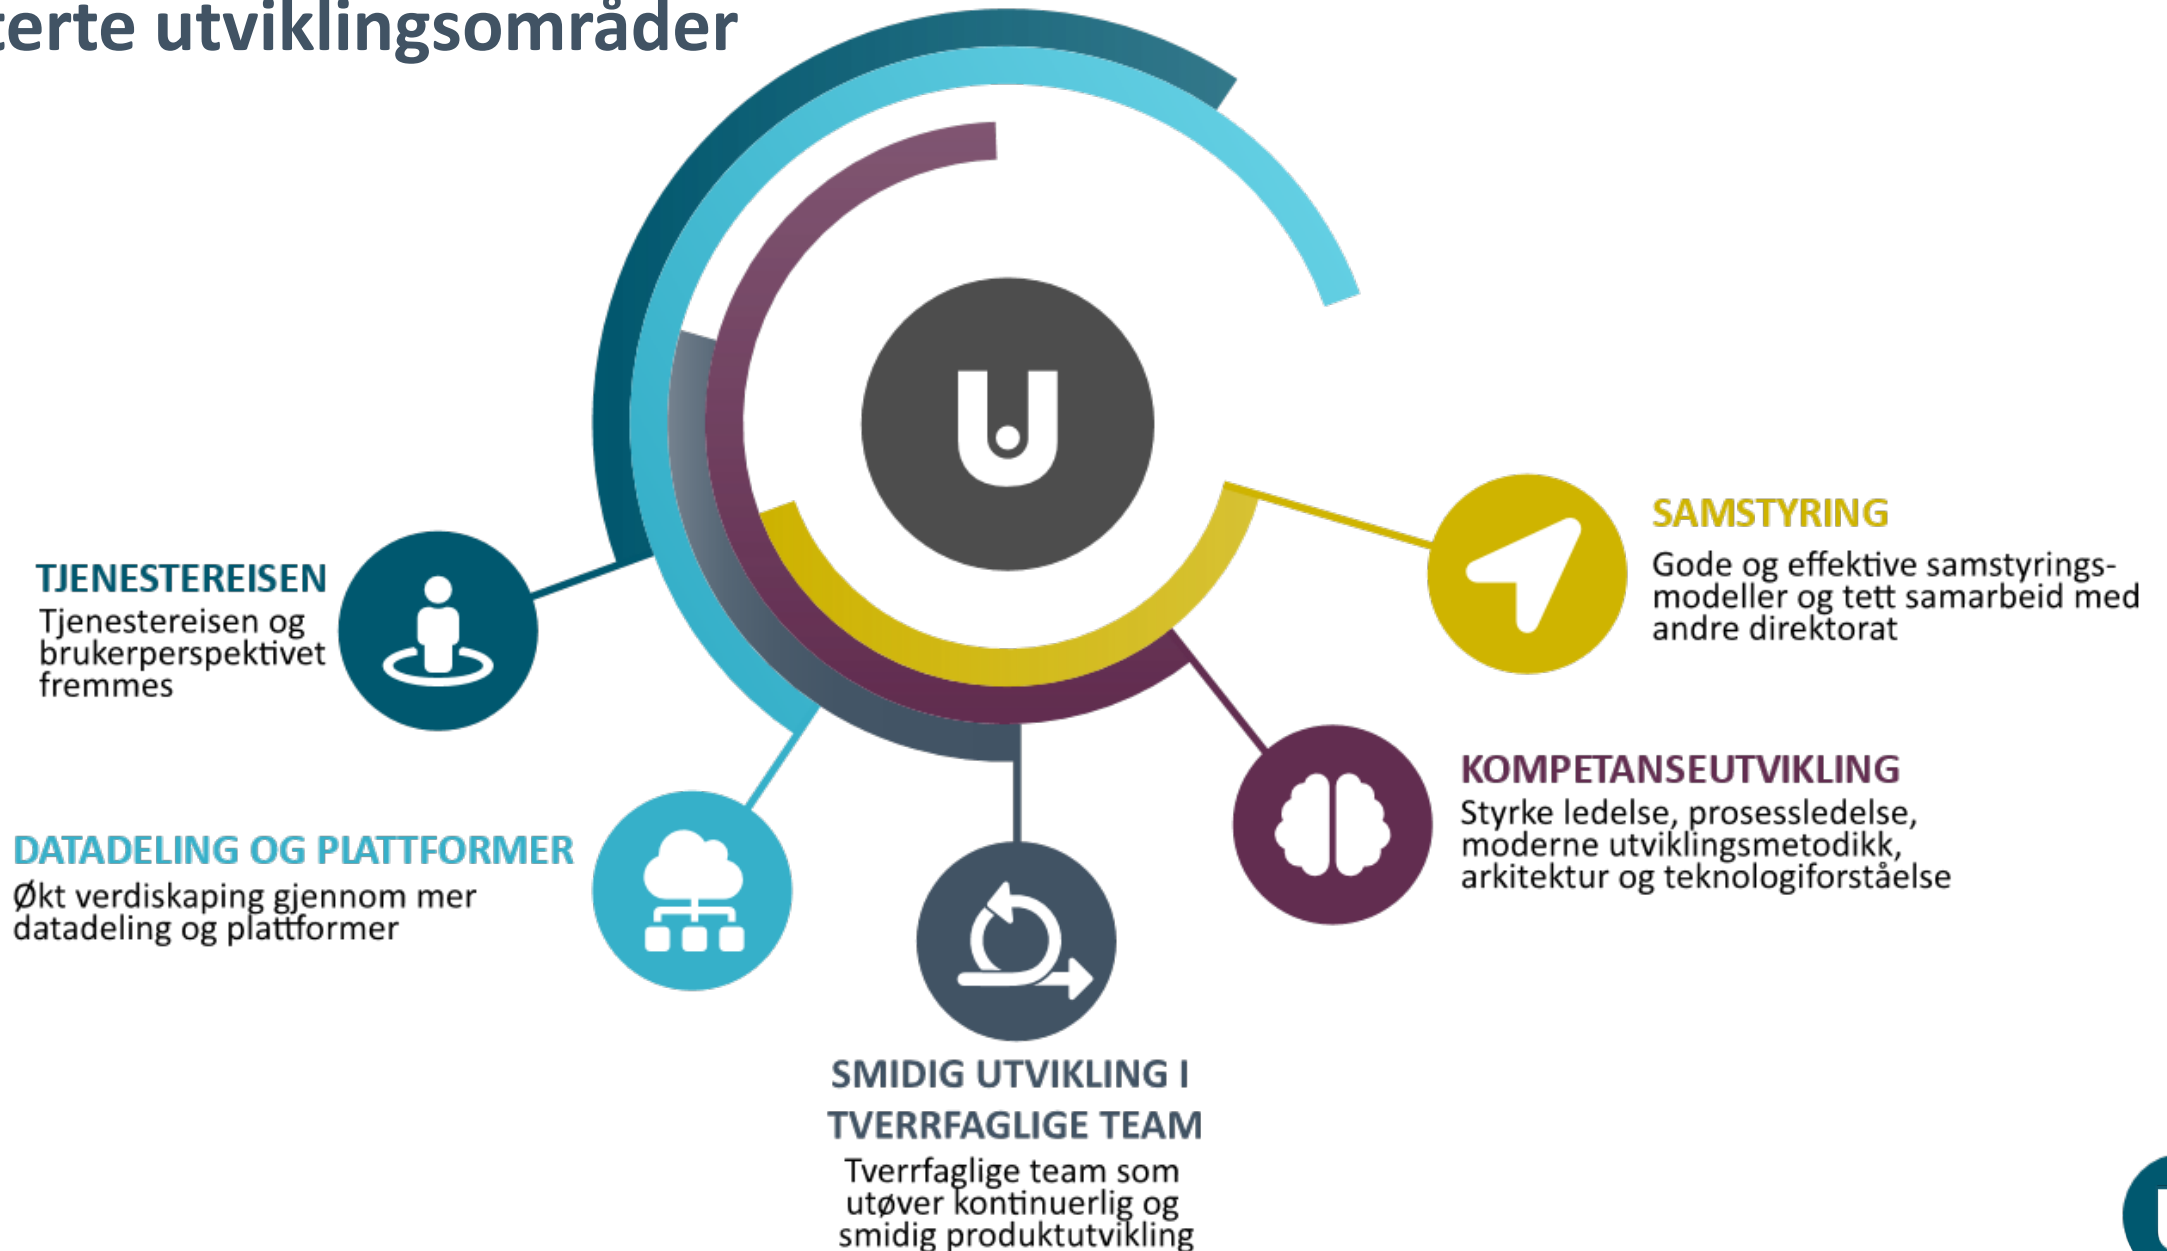 utviklingsområder
U
TJENESTEREISEN
Tjenestereisen og
brukerperspektivet
fremmes
DATADELING OG PLATTFORMER
Økt verdiskaping gjennom mer
datadeling og plattformer
SMIDIG UTVIKLING I
TVERRFAGLIGE TEAM
Tverrfaglige team som
utøver kontinuerlig og
smidig produktutvikling
KOMPETANSEUTVIKLING
Styrke ledelse, prosessledelse,
moderne utviklingsmetodikk,
arkitektur og teknologiforståelse
SAMSTYRING
Gode og effektive samstyrings-
modeller og tett samarbeid med
andre direktorat